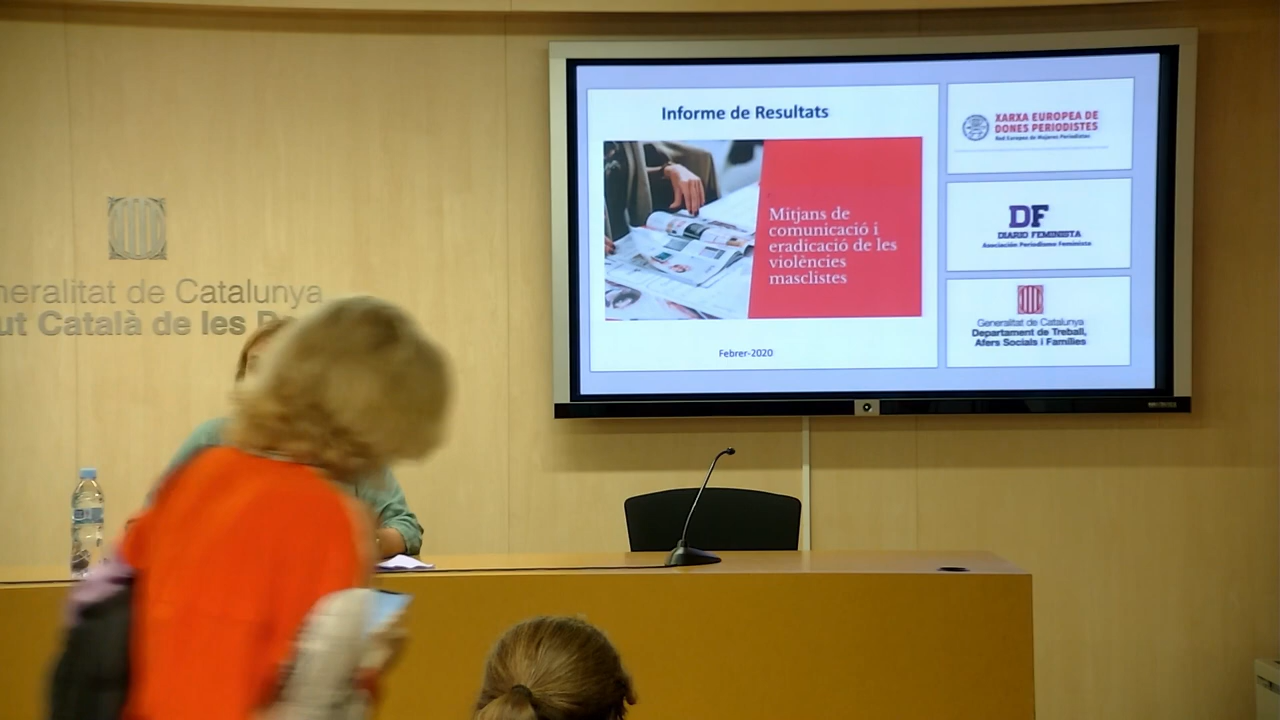 neralitat de Catalunya
ut Català de les
Informe de Resultats
Mitjans de
comunicació i
eradicació de les
violències
masclistes
Febrer-2020
XARXA EUROPEA DE
DONES PERIODISTES
Red Europea de Mujeres Periodistas
DF
DIARIO FEMINISTA
Asociación Periodismo Feminista
Generalitat de Catalunya
Departament de Treball,
Afers Socials i Famílies